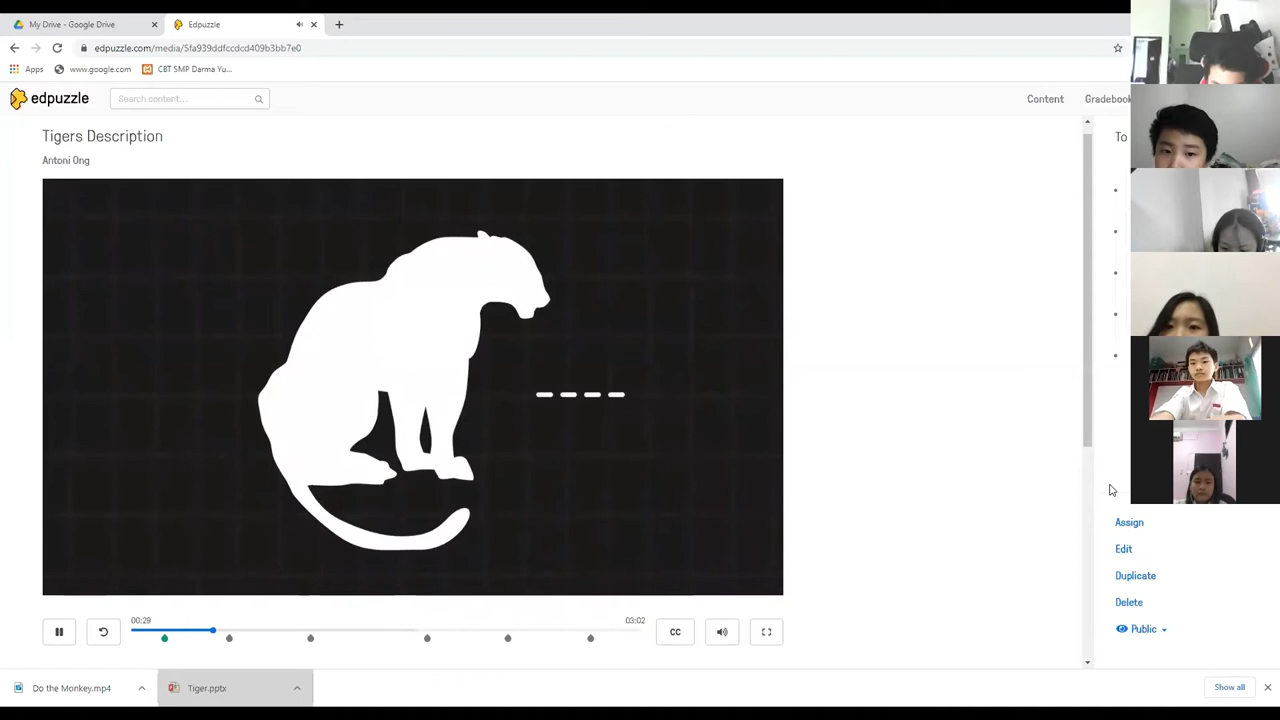 My Drive - Google Drive
Edpuzzle
edpuzzle.com/media/5fa939ddfccdcd409b3bb7e0
Apps
www.google.com
CBT SMP Darma Yu...
edpuzzle
Search content...
Content
Gradebook
Tigers Description
To
Antoni Ong
Assign
Edit
Duplicate
Delete
Public
00:29
03:02
CC
Do the Monkey.mp4
Tiger.pptx
Show all